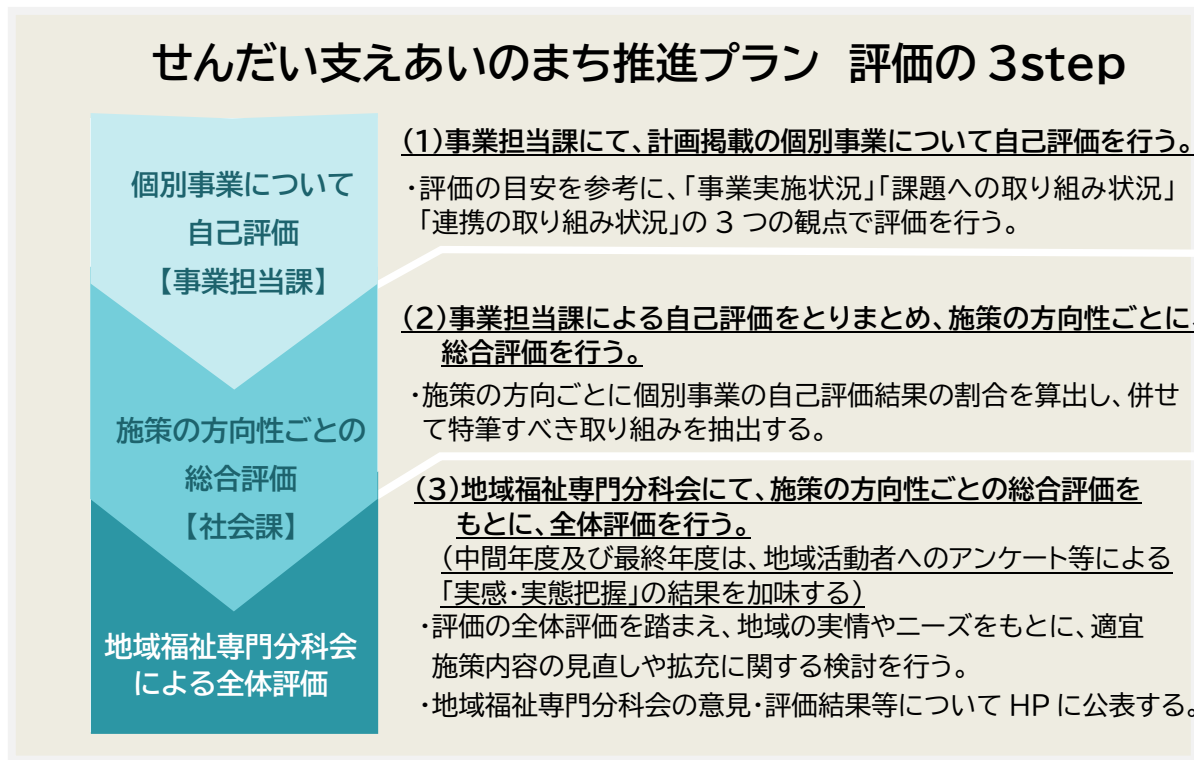 せんだい支えあいのまち推進プラン 評価の 3step
個別事業について
自己評価
【事業担当課】
(1)事業担当課にて、計画掲載の個別事業について自己評価を行う。
・評価の目安を参考に、「事業実施状況」「課題への取り組み状況」
「連携の取り組み状況」の 3 つの観点で評価を行う。
施策の方向性ごとの
総合評価
【社会課】
(2)事業担当課による自己評価をとりまとめ、施策の方向性ごとに、
総合評価を行う。
・施策の方向ごとに個別事業の自己評価結果の割合を算出し、併せ
て特筆すべき取り組みを抽出する。
地域福祉専門分科会
による全体評価
(3)地域福祉専門分科会にて、施策の方向性ごとの総合評価を
もとに、全体評価を行う。
(中間年度及び最終年度は、地域活動者へのアンケート等による
「実感・実態把握」の結果を加味する)
・評価の全体評価を踏まえ、地域の実情やニーズをもとに、適宜
施策内容の見直しや拡充に関する検討を行う。
・地域福祉専門分科会の意見・評価結果等について HP に公表する。